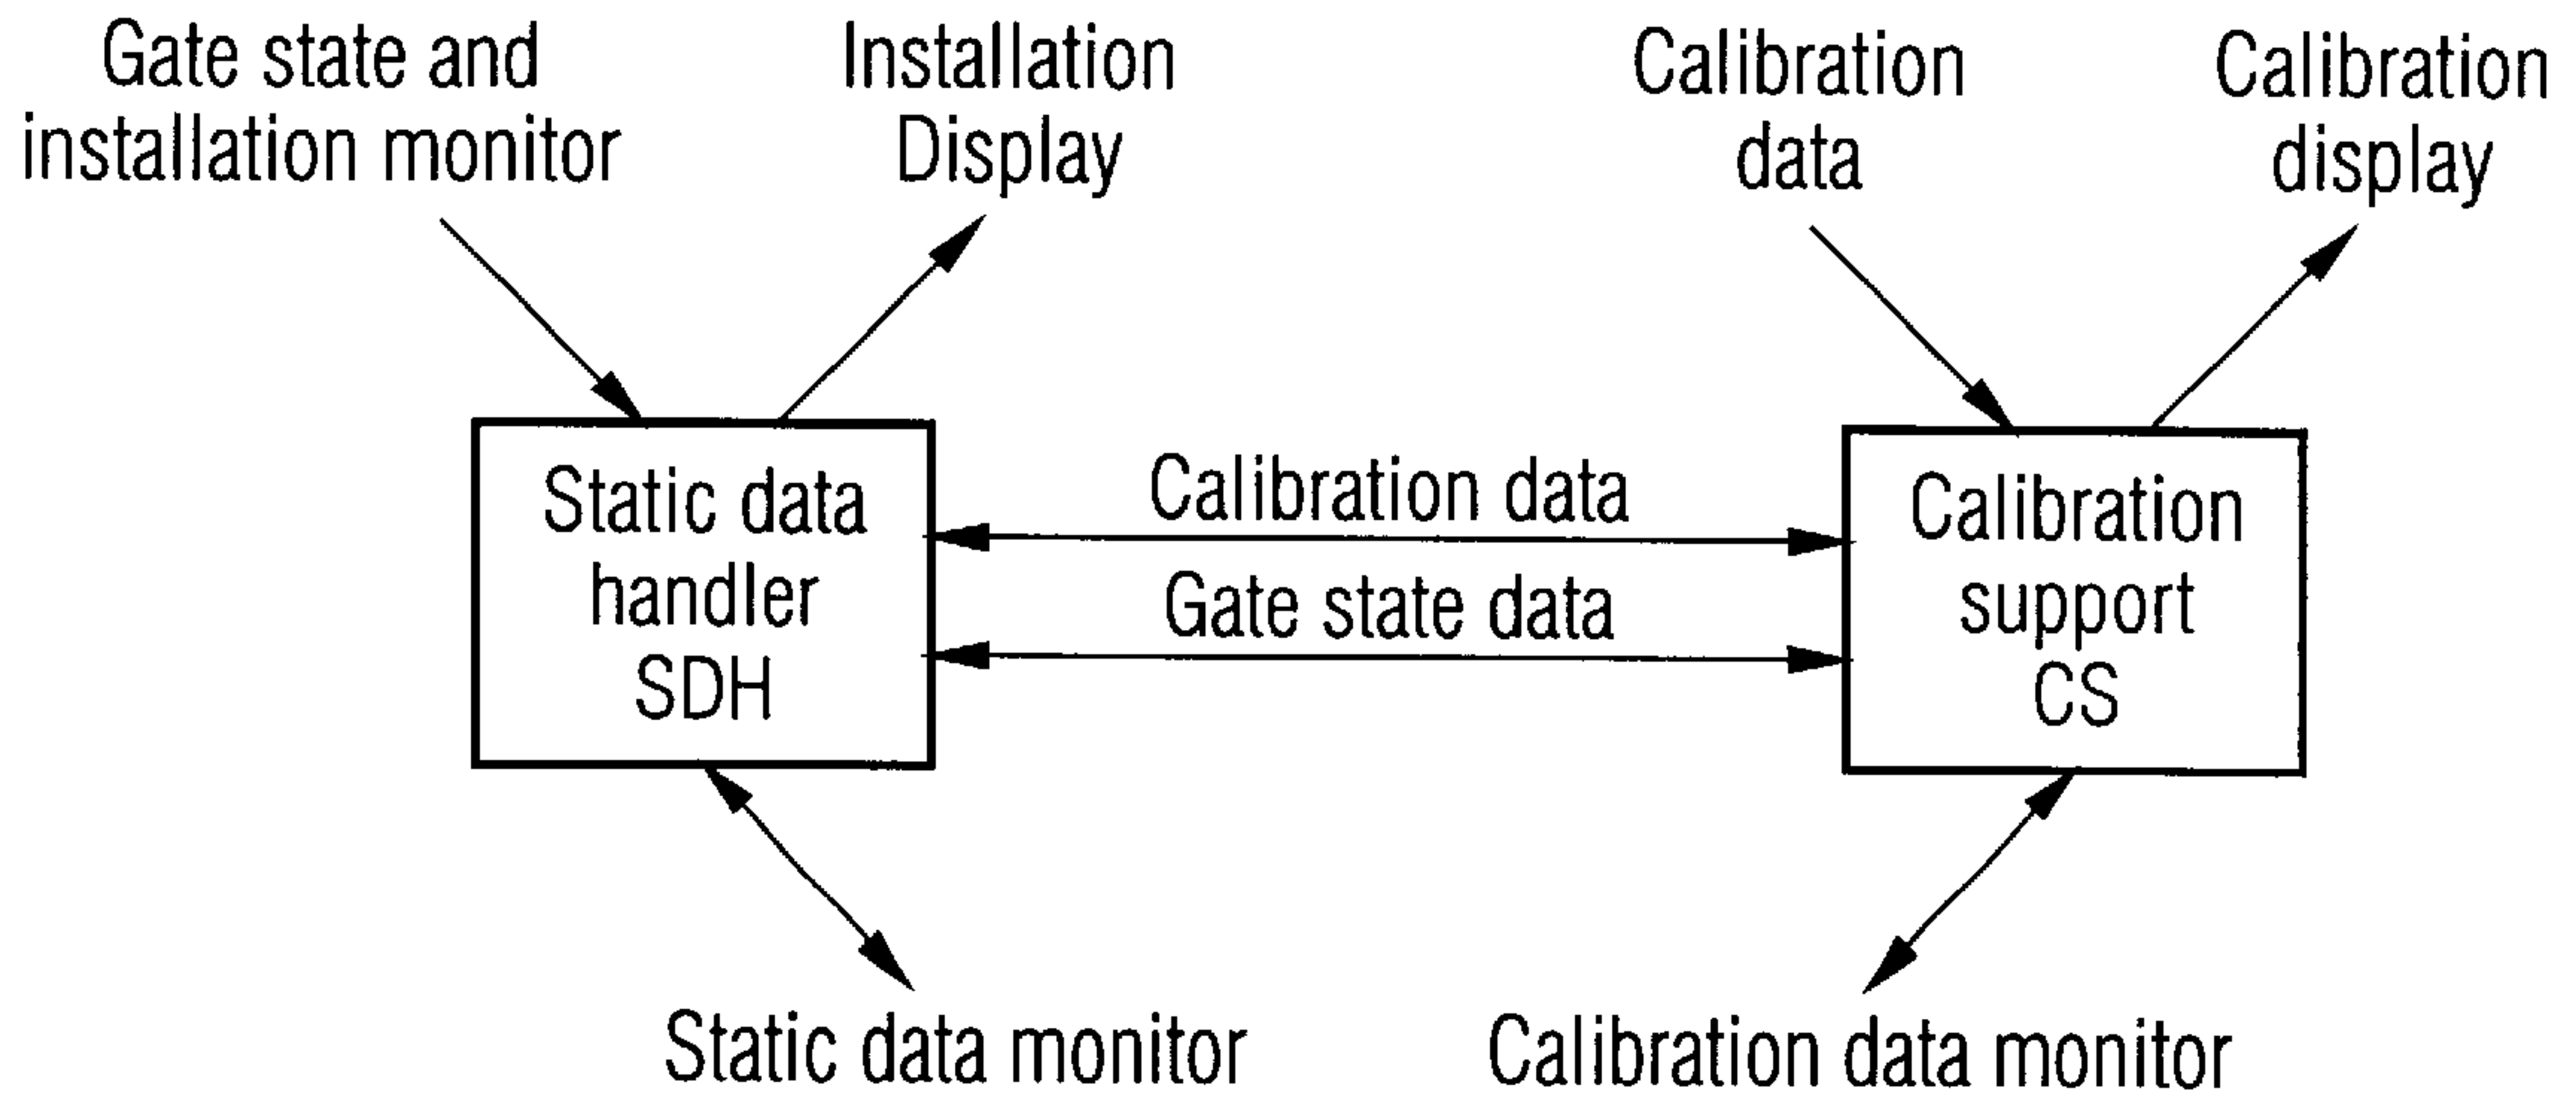 Gate state and
installation monitor
Installation
Display
Calibration
data
Calibration
display
Static data
handler
SDH
Calibration data
Gate state data
Calibration
support
CS
Static data monitor
Calibration data monitor